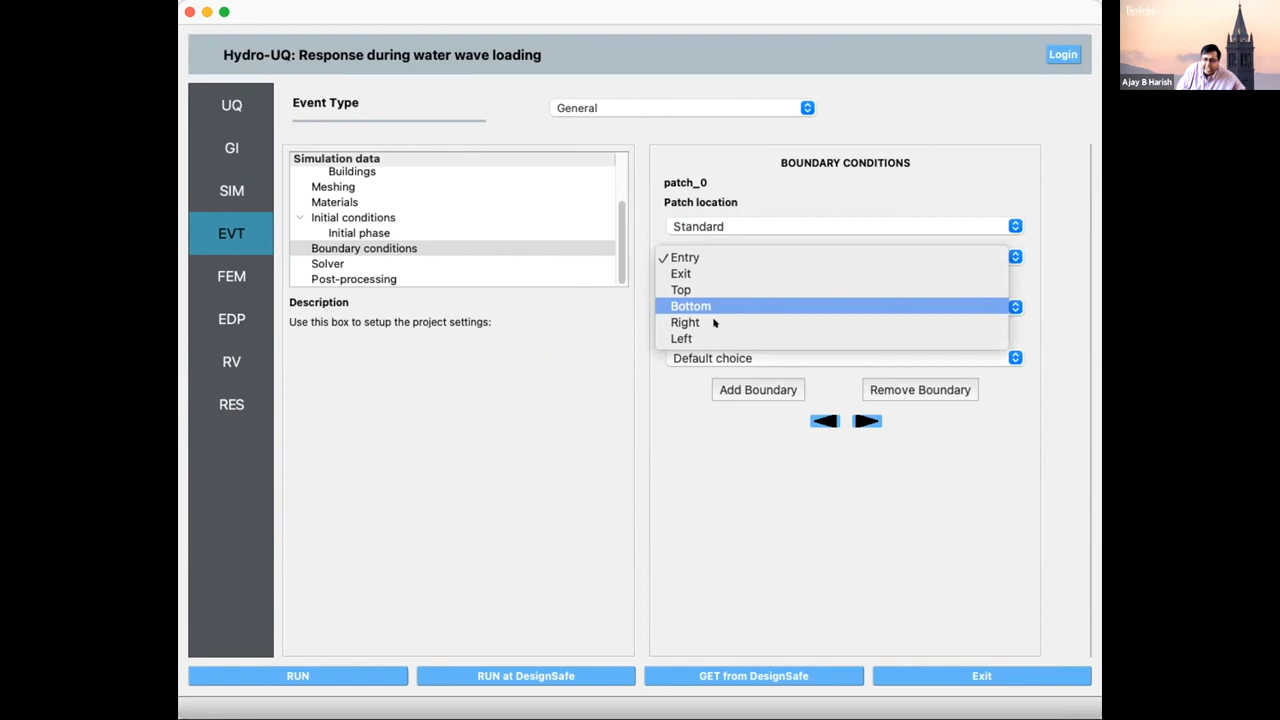 Hydro-UQ: Response during water wave loading
Login
Berkeley
Ajay B Harish
UQ
GI
SIM
EVT
FEM
EDP
RV
RES
Event Type
General
Simulation data
Buildings
Meshing
Materials
Initial conditions
Initial phase
Boundary conditions
Solver
Post-processing
Description
Use this box to setup the project settings:
BOUNDARY CONDITIONS
patch_0
Patch location
Standard
Entry
Exit
Top
Bottom
Right
Left
Default choice
Add Boundary
Remove Boundary
RUN
RUN at DesignSafe
GET from DesignSafe
Exit